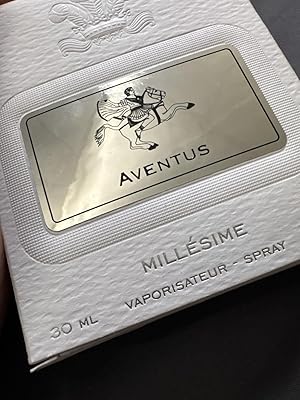 AVENTUS
MILLÉSIME
30 ML VAPORISATEUR - SPRAY